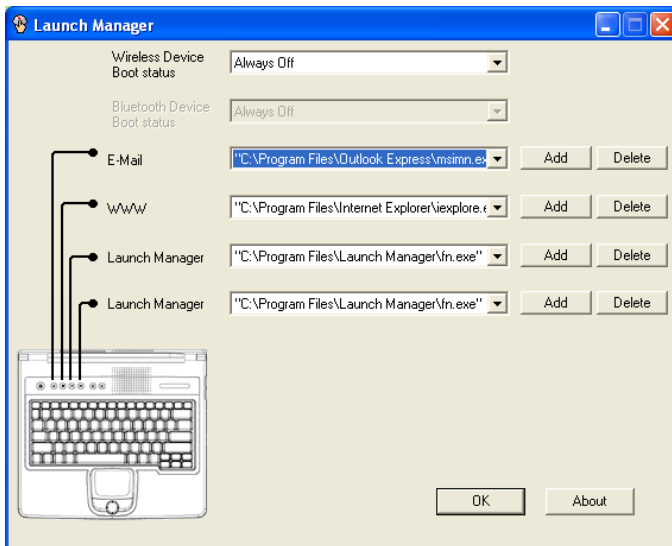 Launch Manager
Wireless Device
Boot status
Always Off
Bluetooth Device
Boot status
Always Off
E-Mail
"C:\Program Files\Outlook Express\msimn.ex
Add
Delete
WWW
"C:\Program Files\Internet Explorer\iexplore.e
Add
Delete
Launch Manager
"C:\Program Files\Launch Manager\fn.exe"
Add
Delete
Launch Manager
"C:\Program Files\Launch Manager\fn.exe"
Add
Delete
OK
About